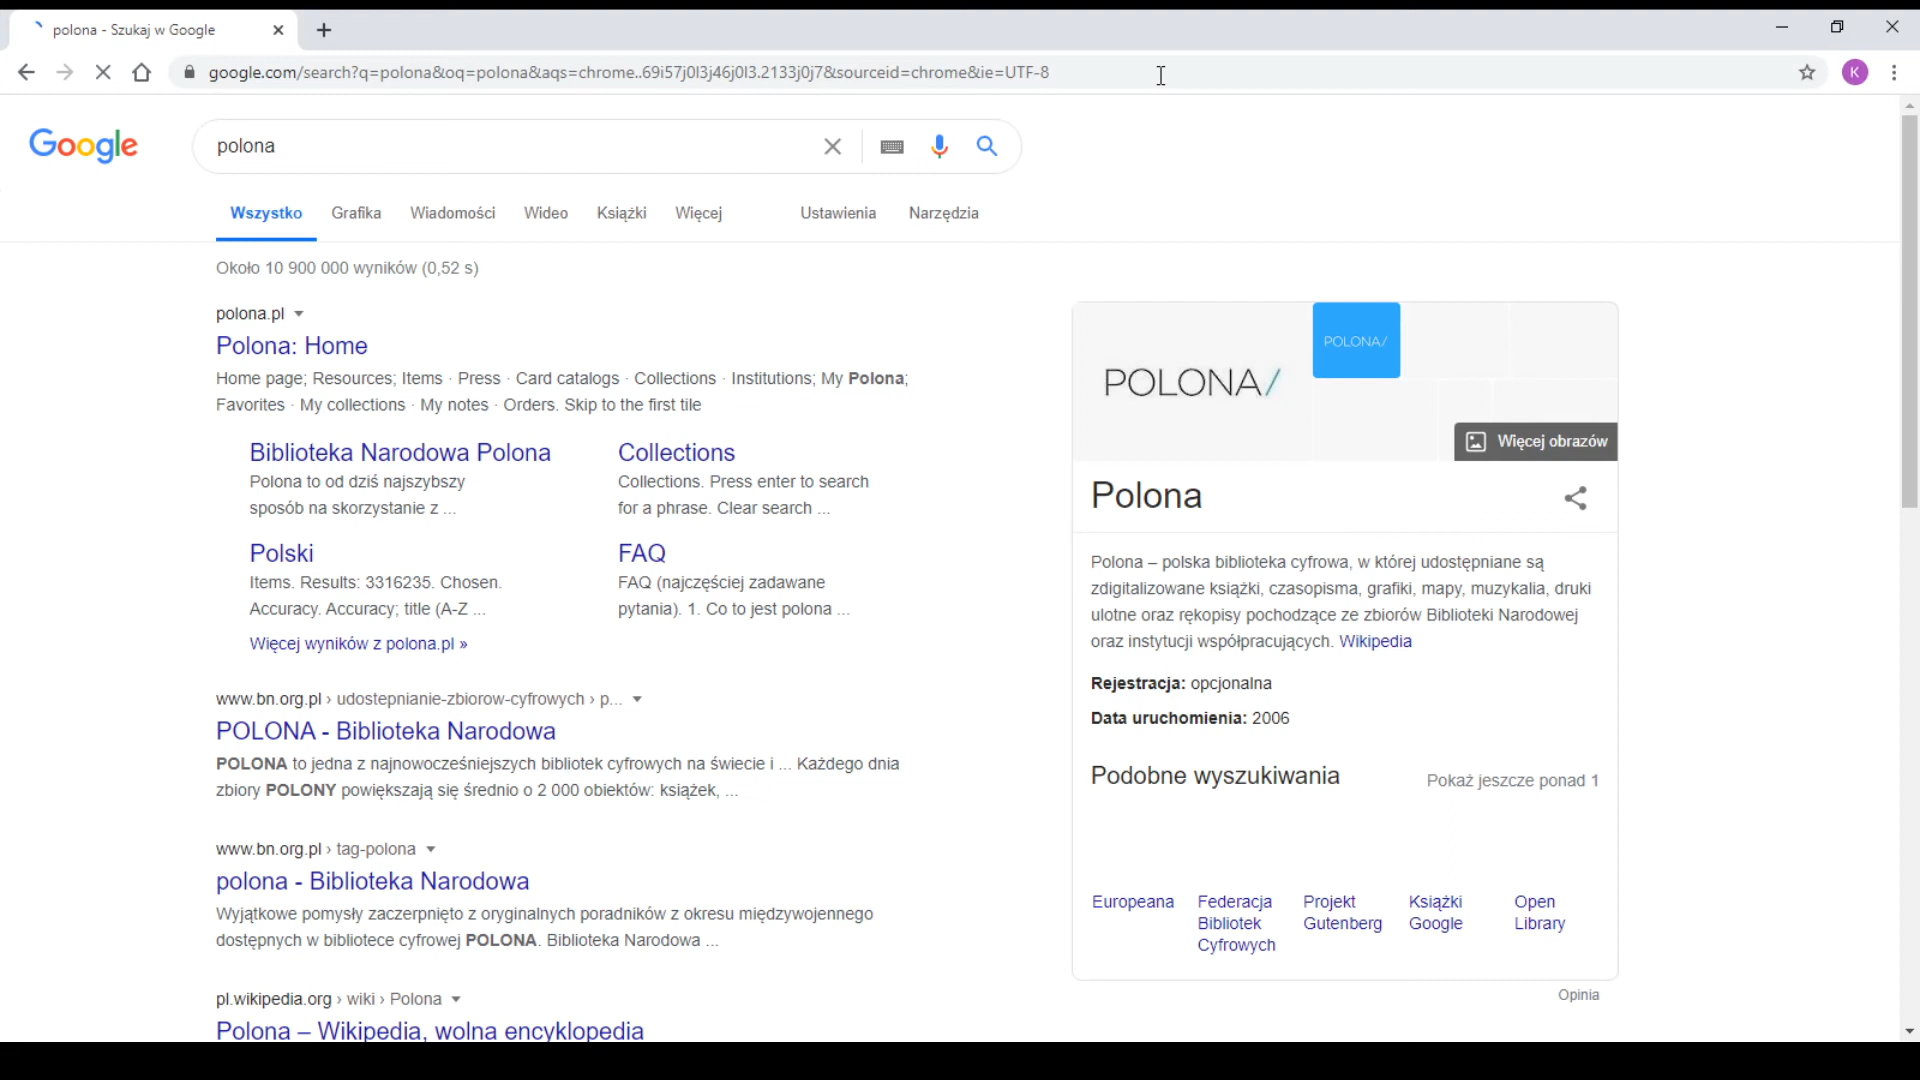 polona - Szukaj w Google
google.com/search?q=polona&oq=polona&aqs=chrome..69i57j0l3j46j0l3.2133j0j7&sourceid=chrome&ie=UTF-8
K
Google
polona
Wszystko Grafika Wiadomości Wideo Książki Więcej Ustawienia Narzędzia
Około 10 900 000 wyników (0,52 s)
polona.pl
Polona: Home
Home page; Resources; Items · Press · Card catalogs · Collections · Institutions; My Polona;
Favorites · My collections · My notes · Orders. Skip to the first tile
Biblioteka Narodowa Polona
Polona to od dziś najszybszy
sposób na skorzystanie z ...
Collections
Collections. Press enter to search
for a phrase. Clear search ...
Polski
Items. Results: 3316235. Chosen.
Accuracy. Accuracy; title (A-Z ...
FAQ
FAQ (najczęściej zadawane
pytania). 1. Co to jest polona ...
Więcej wyników z polona.pl »
www.bn.org.pl › udostepnianie-zbiorow-cyfrowych › p...
POLONA - Biblioteka Narodowa
POLONA to jedna z najnowocześniejszych bibliotek cyfrowych na świecie i ... Każdego dnia
zbiory POLONY powiększają się średnio o 2 000 obiektów: książek, ...
www.bn.org.pl › tag-polona
polona - Biblioteka Narodowa
Wyjątkowe pomysły zaczerpnięto z oryginalnych poradników z okresu międzywojennego
dostępnych w bibliotece cyfrowej POLONA. Biblioteka Narodowa ...
pl.wikipedia.org › wiki › Polona
Polona – Wikipedia, wolna encyklopedia
POLONA/
POLONA/
Więcej obrazów
Polona
Polona – polska biblioteka cyfrowa, w której udostępniane są
zdigitalizowane książki, czasopisma, grafiki, mapy, muzykalia, druki
ulotne oraz rękopisy pochodzące ze zbiorów Biblioteki Narodowej
oraz instytucji współpracujących. Wikipedia
Rejestracja: opcjonalna
Data uruchomienia: 2006
Podobne wyszukiwania
Pokaż jeszcze ponad 1
Europeana
Federacja
Bibliotek
Cyfrowych
Projekt
Gutenberg
Książki
Google
Open
Library
Opinia